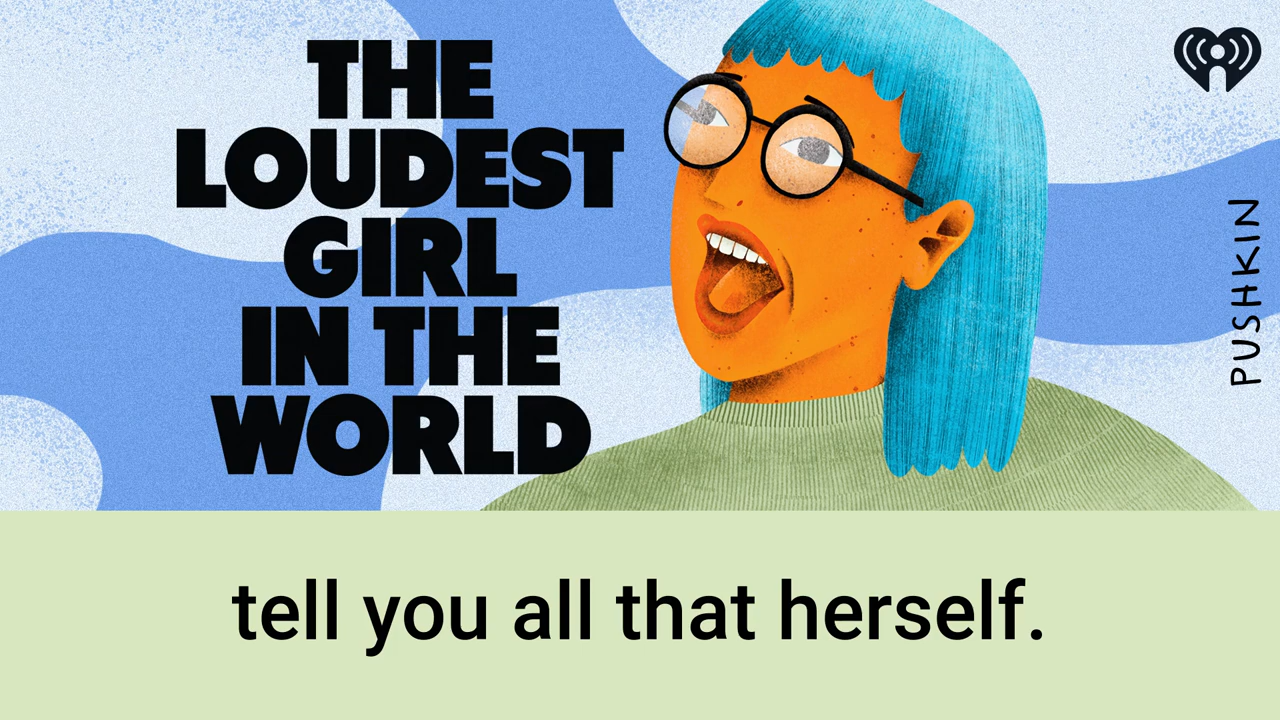 THE
LOUDEST
GIRL
IN THE
WORLD
PUSHKIN
tell you all that herself.